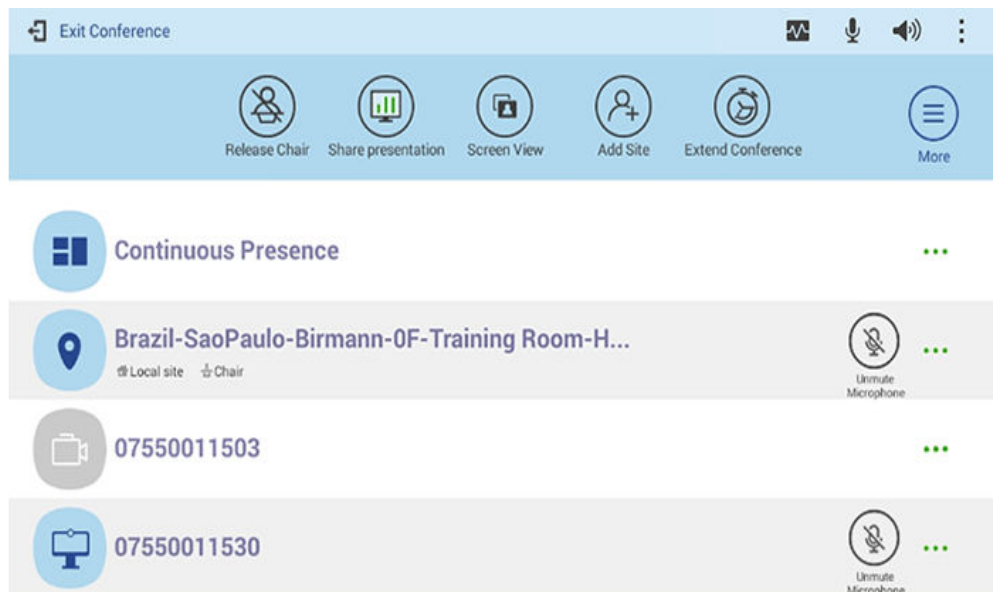 Exit Conference
Release Chair
Share presentation
Screen View
Add Site
Extend Conference
More
Continuous Presence
Brazil-SaoPaulo-Birmann-0F-Training Room-H...
Local site Chair
Unmute
Microphone
07550011503
07550011530
Unmute
Microphone